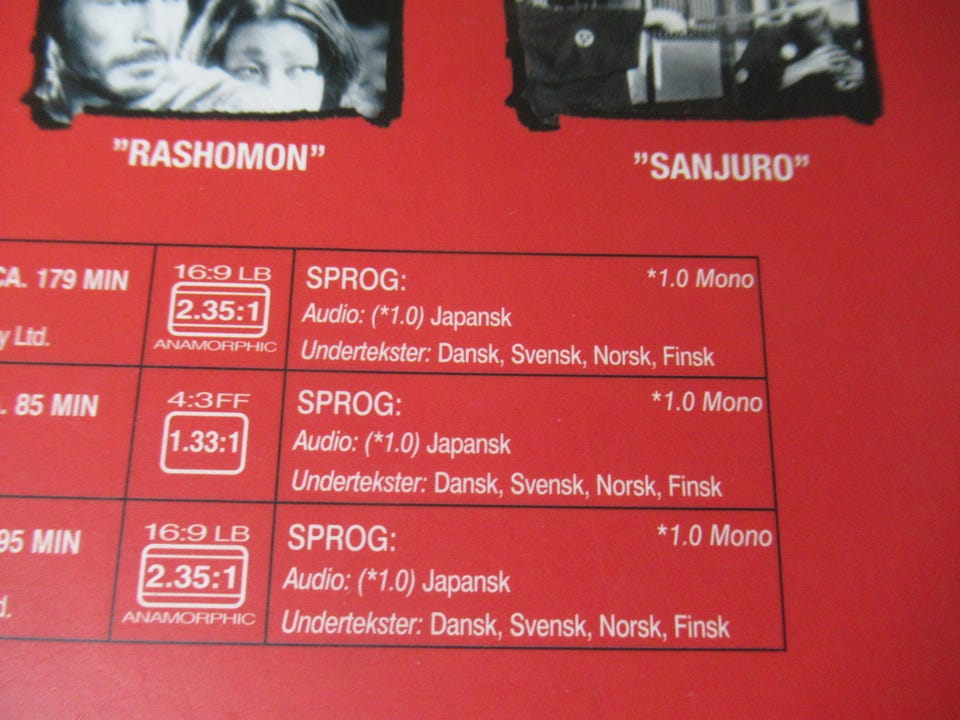 ”RASHOMON”
”SANJURO”
CA. 179 MIN
y Ltd.
16:9 LB
2.35:1
ANAMORPHIC
SPROG:
*1.0 Mono
Audio: (*1.0) Japansk
Undertekster: Dansk, Svensk, Norsk, Finsk
. 85 MIN
4:3 FF
1.33:1
SPROG:
*1.0 Mono
Audio: (*1.0) Japansk
Undertekster: Dansk, Svensk, Norsk, Finsk
95 MIN
d.
16:9 LB
2.35:1
ANAMORPHIC
SPROG:
*1.0 Mono
Audio: (*1.0) Japansk
Undertekster: Dansk, Svensk, Norsk, Finsk